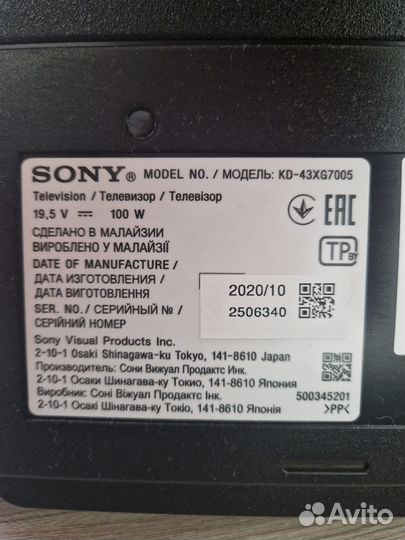 SONY® MODEL NO. / МОДЕЛЬ: KD-43XG7005
Television / Телевизор / Телевізор
19,5 V ⎓ 100 W
EAC
СДЕЛАНО В МАЛАЙЗИИ
ВИРОБЛЕНО У МАЛАЙЗІЇ
TP BY
DATE OF MANUFACTURE /
ДАТА ИЗГОТОВЛЕНИЯ /
ДАТА ВИГОТОВЛЕННЯ
2020/10
SER. NO. / СЕРИЙНЫЙ № /
СЕРІЙНИЙ НОМЕР
2506340
Sony Visual Products Inc.
2-10-1 Osaki Shinagawa-ku Tokyo, 141-8610 Japan
Производитель: Сони Вижуал Продактс Инк.
2-10-1 Осаки Шинагава-ку Токио, 141-8610 Япония
Виробник: Соні Віжуал Продактс Інк.
2-10-1 Осакі Шінагава-ку Токіо, 141-8610 Японія
500345201
>PP<
Avito